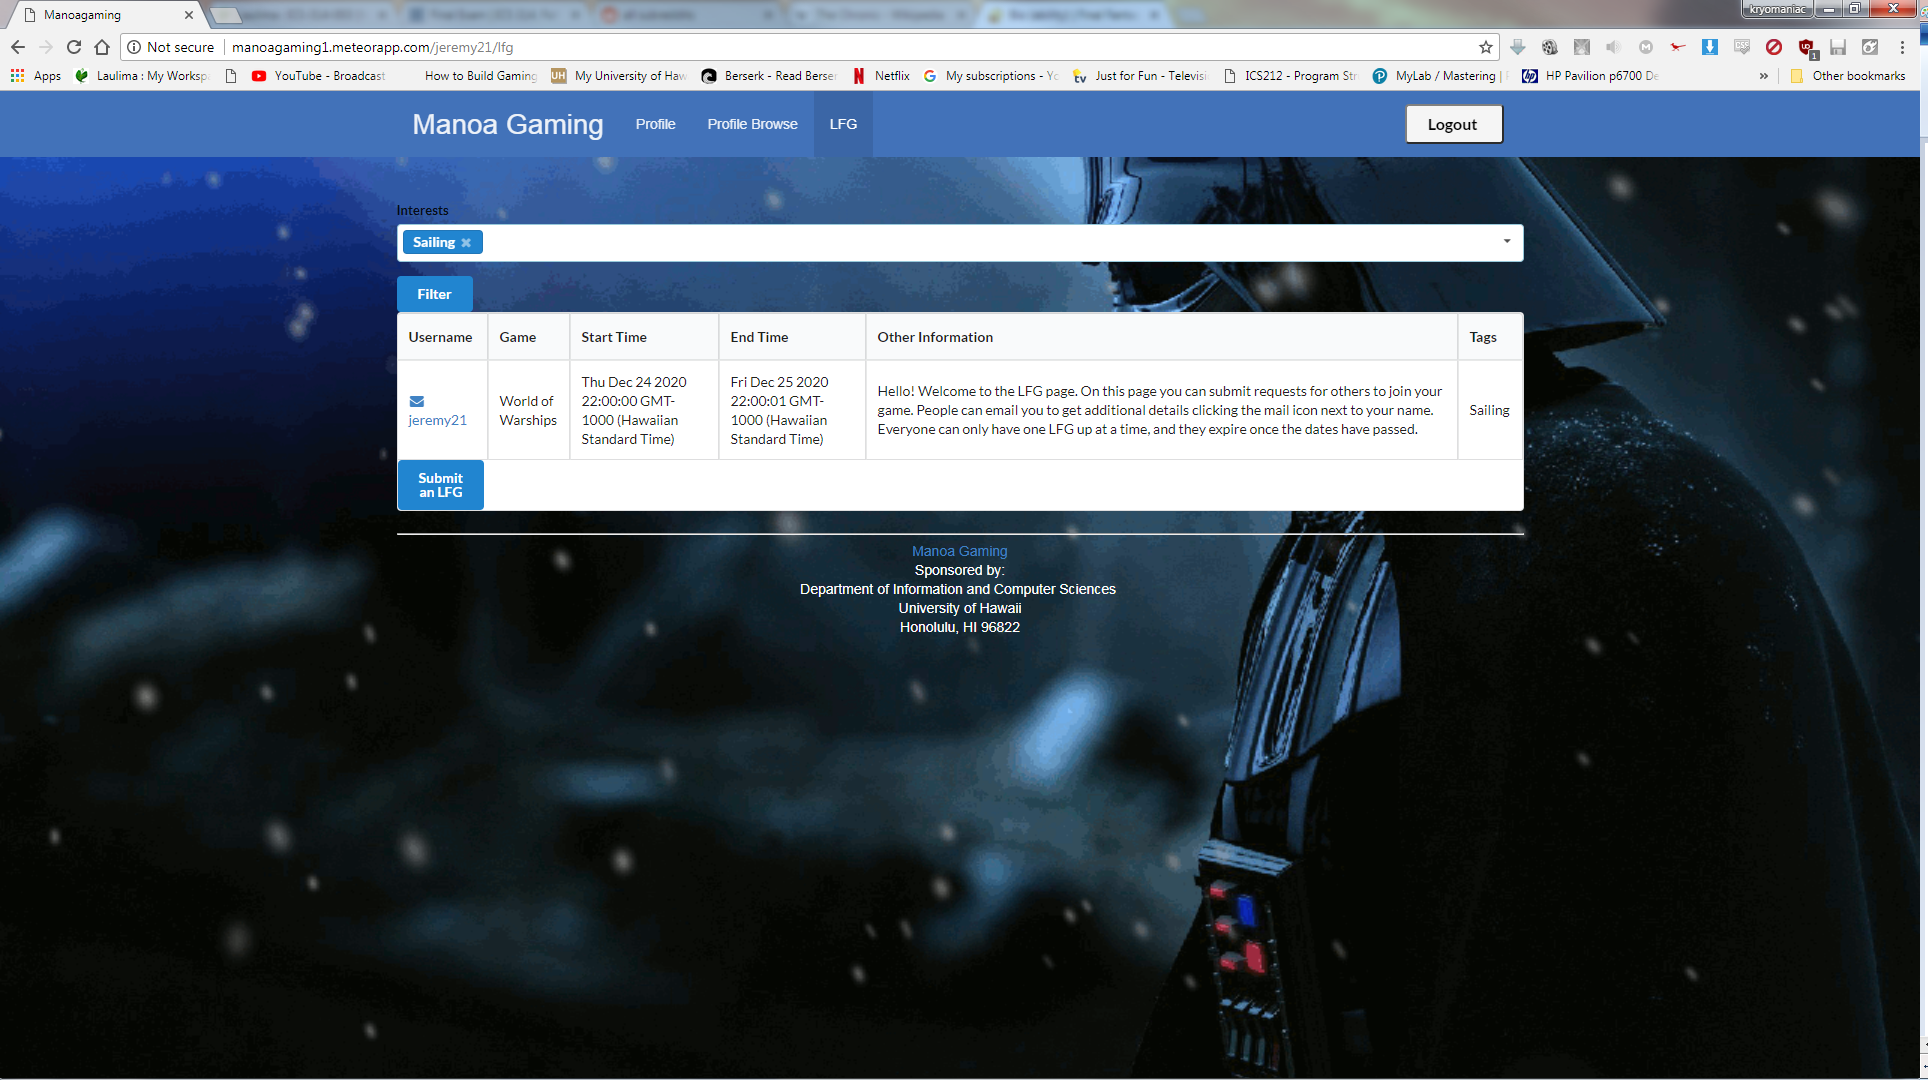 Manoagaming
kryomaniac
Not secure
manoagaming1.meteorapp.com/jeremy21/lfg
Apps
Laulima : My Worksp
YouTube - Broadcast
How to Build Gaming
My University of Haw
Berserk - Read Berser
Netflix
My subscriptions - Yo
Just for Fun - Televisi
ICS212 - Program Str
MyLab / Mastering |
HP Pavilion p6700 De
Other bookmarks
Manoa Gaming
Profile
Profile Browse
LFG
Logout
Interests
Sailing
Filter
Username
Game
Start Time
End Time
Other Information
Tags
jeremy21
World of
Warships
Thu Dec 24 2020
22:00:00 GMT-
1000 (Hawaiian
Standard Time)
Fri Dec 25 2020
22:00:01 GMT-
1000 (Hawaiian
Standard Time)
Hello! Welcome to the LFG page. On this page you can submit requests for others to join your
game. People can email you to get additional details clicking the mail icon next to your name.
Everyone can only have one LFG up at a time, and they expire once the dates have passed.
Sailing
Submit
an LFG
Manoa Gaming
Sponsored by:
Department of Information and Computer Sciences
University of Hawaii
Honolulu, HI 96822